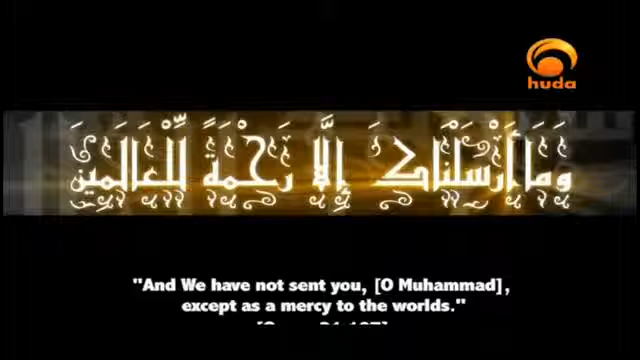 huda
وَمَا أَرْسَلْنَاكَ إِلَّا رَحْمَةً لِّلْعَالَمِينَ
"And We have not sent you, [O Muhammad],
except as a mercy to the worlds."